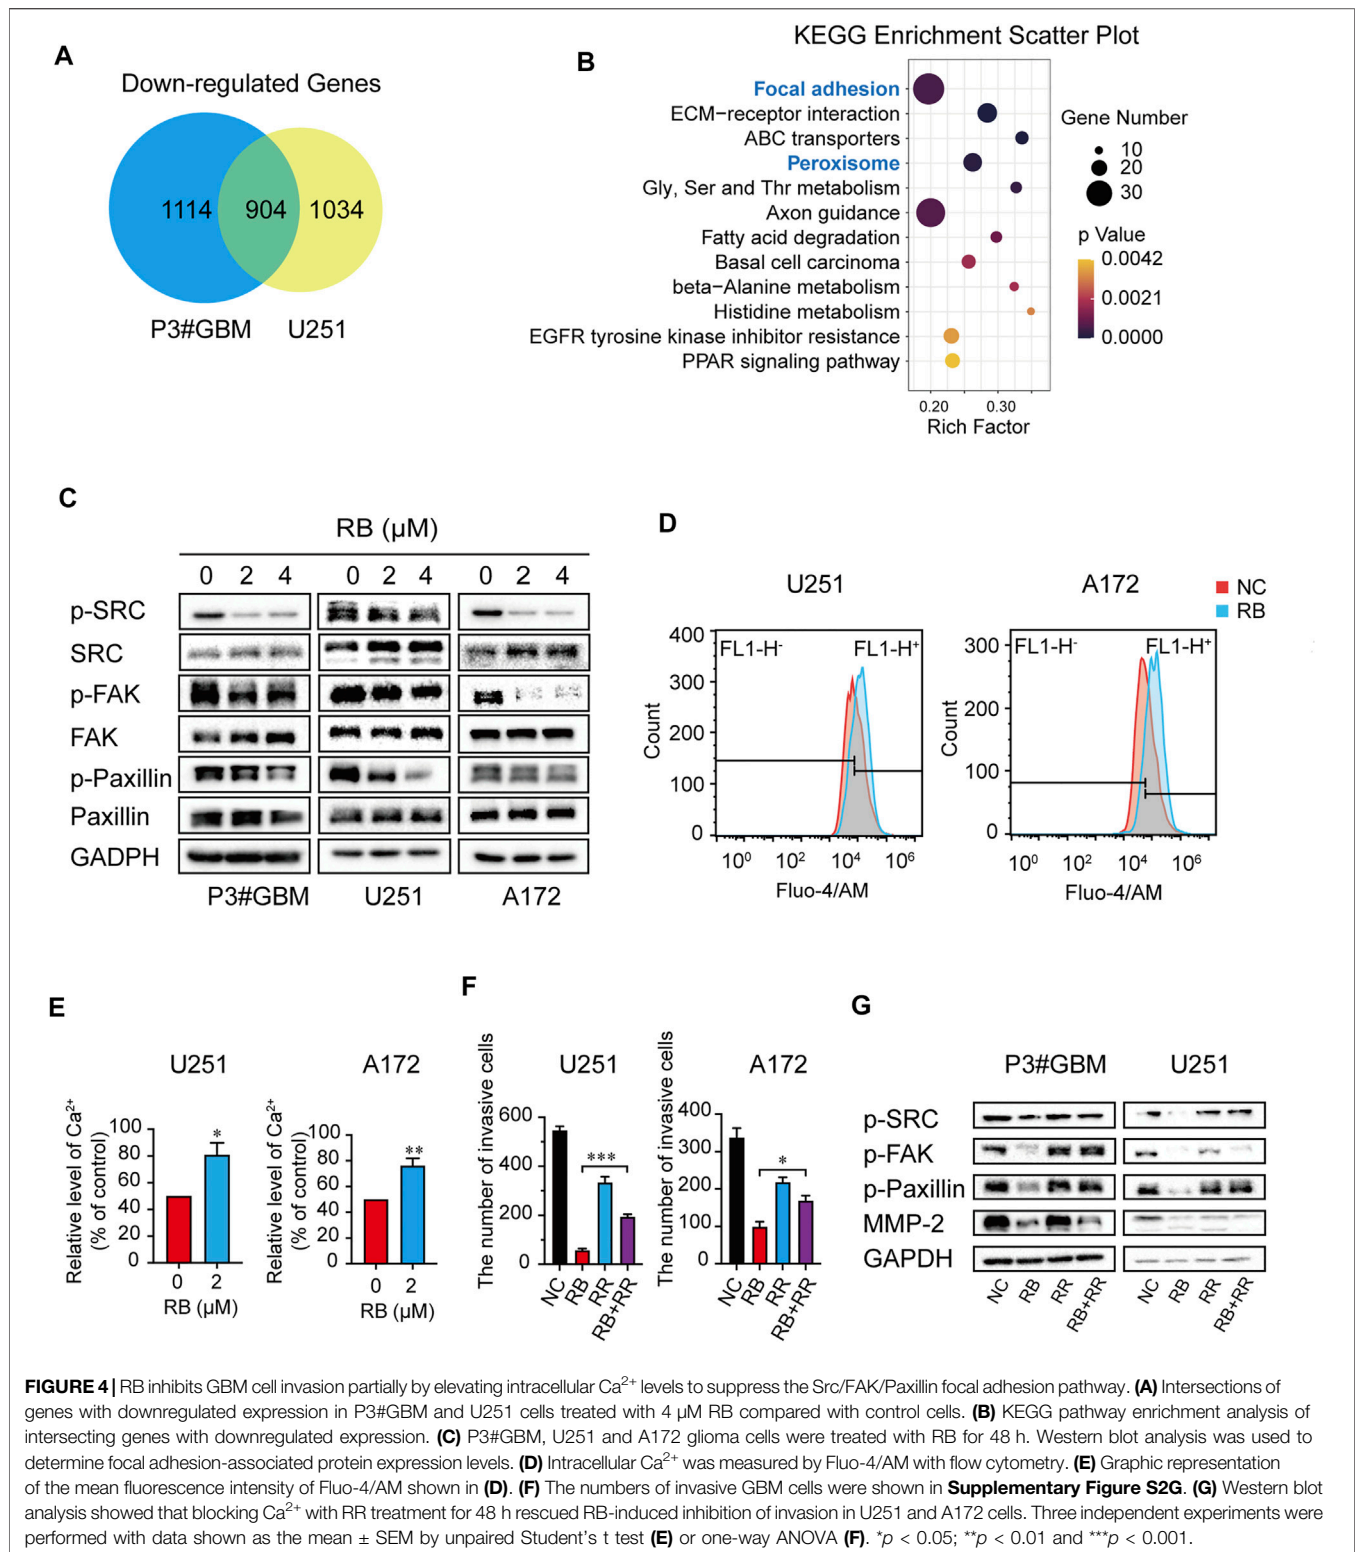 A
Down-regulated Genes
1114 904 1034
P3#GBM U251
B
KEGG Enrichment Scatter Plot
Focal adhesion
ECM−receptor interaction
ABC transporters
Peroxisome
Gly, Ser and Thr metabolism
Axon guidance
Fatty acid degradation
Basal cell carcinoma
beta−Alanine metabolism
Histidine metabolism
EGFR tyrosine kinase inhibitor resistance
PPAR signaling pathway
0.20 0.30
Rich Factor
Gene Number
10
20
30
p Value
0.0042
0.0021
0.0000
C
RB (μM)
0 2 4 0 2 4 0 2 4
p-SRC
SRC
p-FAK
FAK
p-Paxillin
Paxillin
GADPH
P3#GBM U251 A172
D
U251
Count
400
300
200
100
0
FL1-H⁻ FL1-H⁺
10⁰ 10² 10⁴ 10⁶
Fluo-4/AM
A172
Count
300
200
100
0
FL1-H⁻ FL1-H⁺
10⁰ 10² 10⁴ 10⁶
Fluo-4/AM
NC
RB
E
U251
Relative level of Ca²⁺
(% of control)
100
80
60
40
20
0
*
0 2
RB (μM)
A172
Relative level of Ca²⁺
(% of control)
100
80
60
40
20
0
**
0 2
RB (μM)
F
U251
The number of invasive cells
600
400
200
0
***
NC RB RR RB+RR
A172
The number of invasive cells
400
300
200
100
0
*
NC RB RR RB+RR
G
P3#GBM U251
p-SRC
p-FAK
p-Paxillin
MMP-2
GAPDH
NC RB RR RB+RR NC RB RR RB+RR
FIGURE 4 | RB inhibits GBM cell invasion partially by elevating intracellular Ca²⁺ levels to suppress the Src/FAK/Paxillin focal adhesion pathway. (A) Intersections of
genes with downregulated expression in P3#GBM and U251 cells treated with 4 μM RB compared with control cells. (B) KEGG pathway enrichment analysis of
intersecting genes with downregulated expression. (C) P3#GBM, U251 and A172 glioma cells were treated with RB for 48 h. Western blot analysis was used to
determine focal adhesion-associated protein expression levels. (D) Intracellular Ca²⁺ was measured by Fluo-4/AM with flow cytometry. (E) Graphic representation
of the mean fluorescence intensity of Fluo-4/AM shown in (D). (F) The numbers of invasive GBM cells were shown in Supplementary Figure S2G. (G) Western blot
analysis showed that blocking Ca²⁺ with RR treatment for 48 h rescued RB-induced inhibition of invasion in U251 and A172 cells. Three independent experiments were
performed with data shown as the mean ± SEM by unpaired Student's t test (E) or one-way ANOVA (F). *p < 0.05; **p < 0.01 and ***p < 0.001.